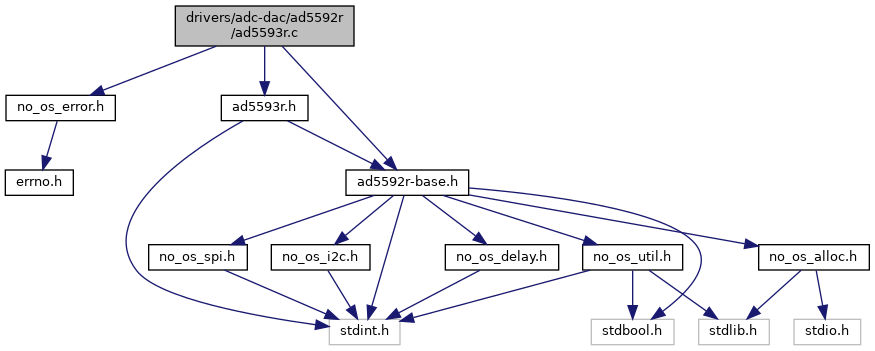 drivers/adc-dac/ad5592r
/ad5593r.c
no_os_error.h
ad5593r.h
errno.h
ad5592r-base.h
no_os_spi.h
no_os_i2c.h
no_os_delay.h
no_os_util.h
no_os_alloc.h
stdint.h
stdbool.h
stdlib.h
stdio.h